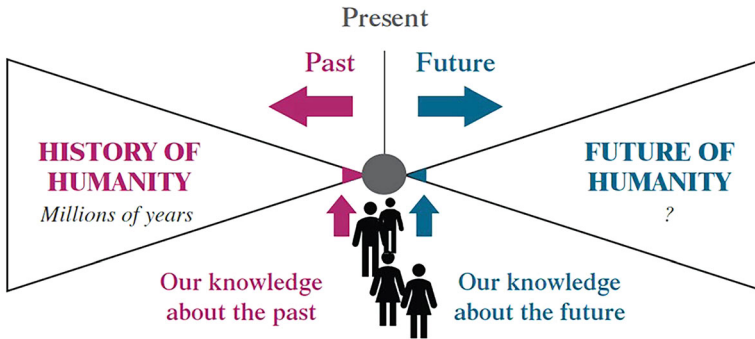 Present
Past
Future
HISTORY OF
HUMANITY
Millions of years
FUTURE OF
HUMANITY
?
Our knowledge
about the past
Our knowledge
about the future